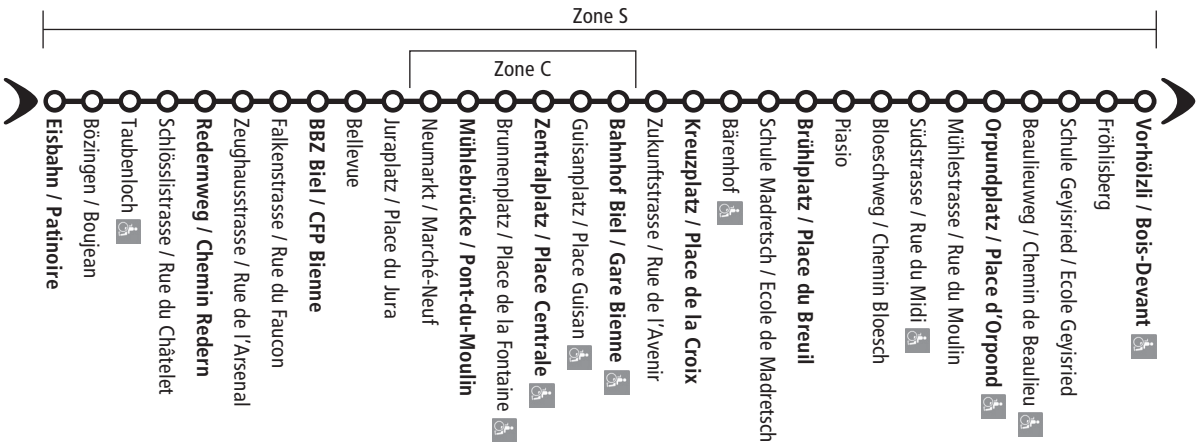 Zone S
Zone C
Eisbahn / Patinoire
Bözingen / Boujean
Taubenloch
Schlösslistrasse / Rue du Châtelet
Redernweg / Chemin Redern
Zeughausstrasse / Rue de l'Arsenal
Falkenstrasse / Rue du Faucon
BBZ Biel / CFP Bienne
Bellevue
Juraplatz / Place du Jura
Neumarkt / Marché-Neuf
Mühlebrücke / Pont-du-Moulin
Brunnenplatz / Place de la Fontaine
Zentralplatz / Place Centrale
Guisanplatz / Place Guisan
Bahnhof Biel / Gare Bienne
Zukunftstrasse / Rue de l'Avenir
Kreuzplatz / Place de la Croix
Bärenhof
Schule Madretsch / Ecole de Madretsch
Brühlplatz / Place du Breuil
Piasio
Bloeschweg / Chemin Bloesch
Südstrasse / Rue du Midi
Mühlestrasse / Rue du Moulin
Orpundplatz / Place d'Orpond
Beaulieuweg / Chemin de Beaulieu
Schule Geyisried / Ecole Geyisried
Fröhlisberg
Vorhölzli / Bois-Devant